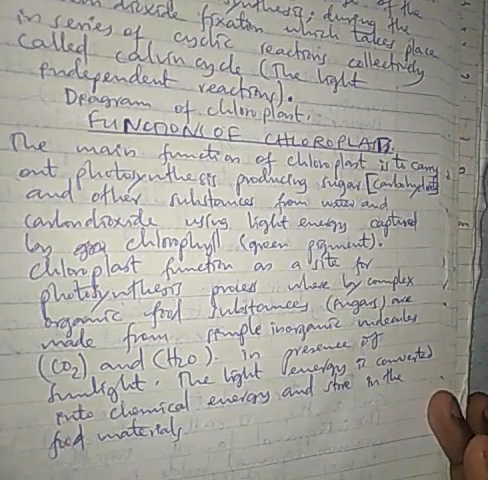 of the
dioxide fixation which takes place
in series of cyclic reactions collectively
called calvin cycle (The light
independent reactions).
Deagram of chloroplast.
FUNCTIONS OF CHLOROPLAST.
The main function of chloroplast is to carry
out photosynthesis producing sugar [carbohydrate
and other substances from water and
carbondioxide using light energy captured
by chlorophyll (green pigment).
chloroplast function as a site for
photosynthesis process where by complex
organic food substances (sugars) are
made from simple inorganic molecules
(CO2) and (H2O). in presence of
sunlight. The light energy is converted
into chemical energy and store in the
food materials